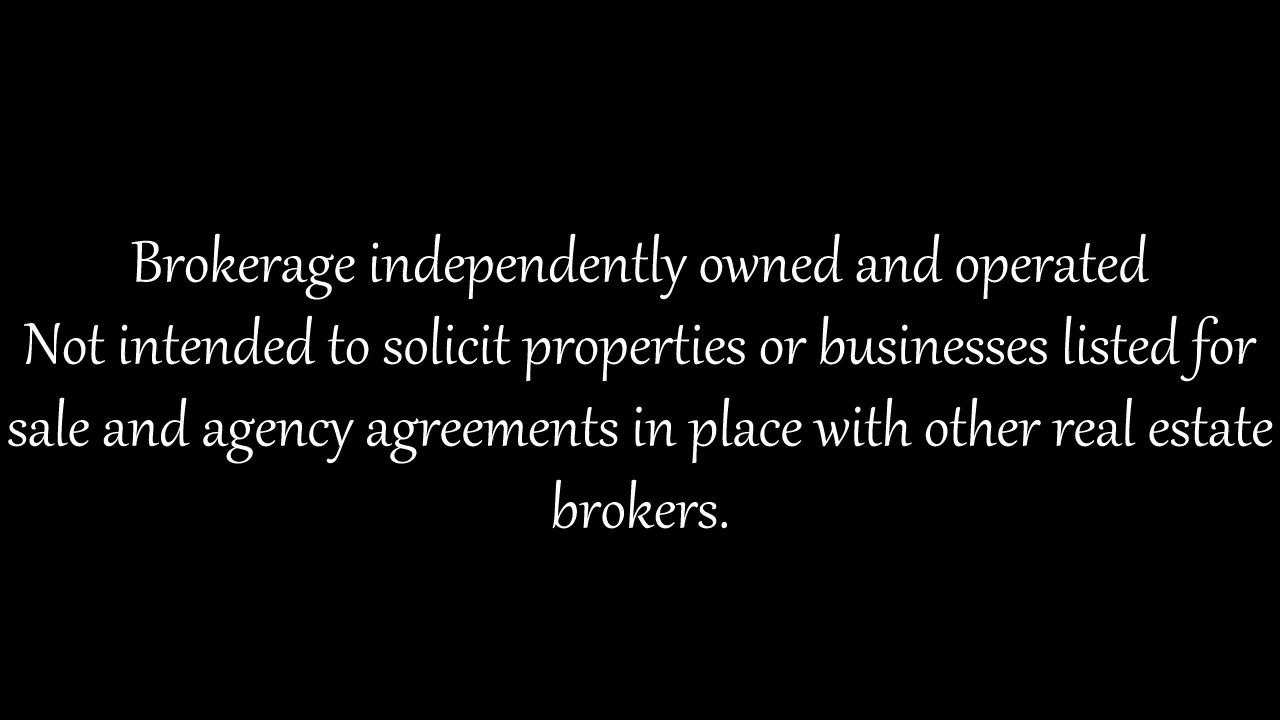 Brokerage independently owned and operated
Not intended to solicit properties or businesses listed for
sale and agency agreements in place with other real estate
brokers.